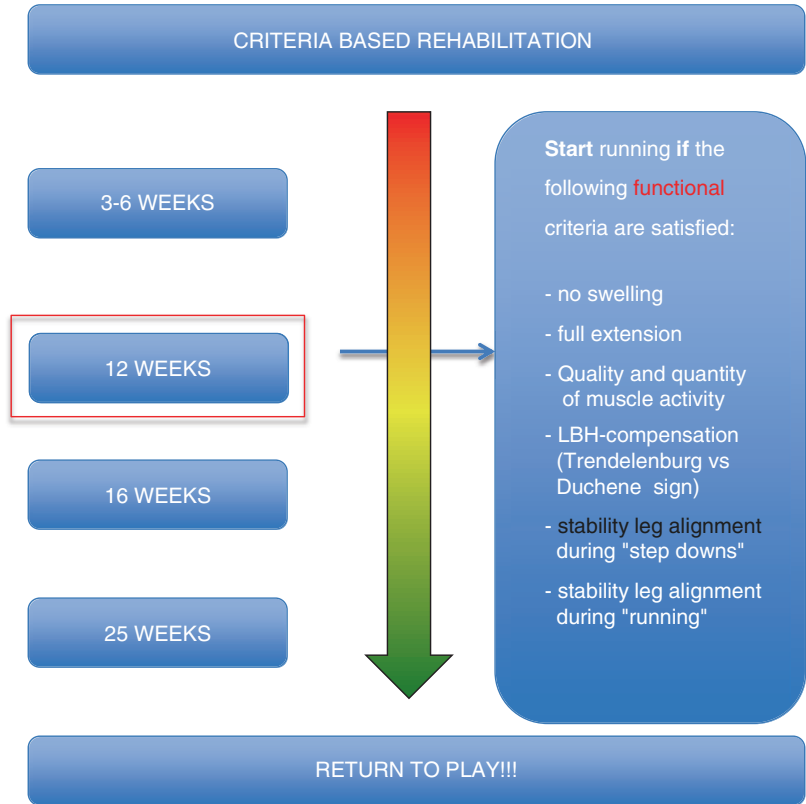 CRITERIA BASED REHABILITATION
3-6 WEEKS
12 WEEKS
16 WEEKS
25 WEEKS
Start running if the
following functional
criteria are satisfied:
- no swelling
- full extension
- Quality and quantity
of muscle activity
- LBH-compensation
(Trendelenburg vs
Duchene sign)
- stability leg alignment
during "step downs"
- stability leg alignment
during "running"
RETURN TO PLAY!!!